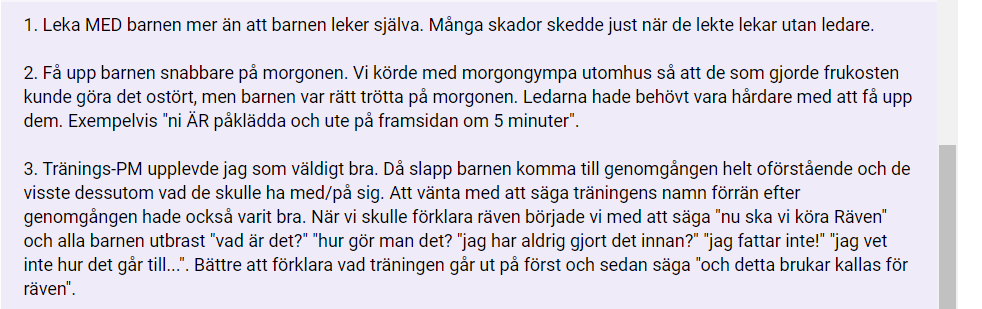 1. Leka MED barnen mer än att barnen leker själva. Många skador skedde just när de lekte lekar utan ledare.
2. Få upp barnen snabbare på morgonen. Vi körde med morgongympa utomhus så att de som gjorde frukosten
kunde göra det ostört, men barnen var rätt trötta på morgonen. Ledarna hade behövt vara hårdare med att få upp
dem. Exempelvis "ni ÄR påklädda och ute på framsidan om 5 minuter".
3. Tränings-PM upplevde jag som väldigt bra. Då slapp barnen komma till genomgången helt oförstående och de
visste dessutom vad de skulle ha med/på sig. Att vänta med att säga träningens namn förrän efter
genomgången hade också varit bra. När vi skulle förklara räven började vi med att säga "nu ska vi köra Räven"
och alla barnen utbrast "vad är det?" "hur gör man det? "jag har aldrig gjort det innan?" "jag fattar inte!" "jag vet
inte hur det går till...". Bättre att förklara vad träningen går ut på först och sedan säga "och detta brukar kallas för
räven".